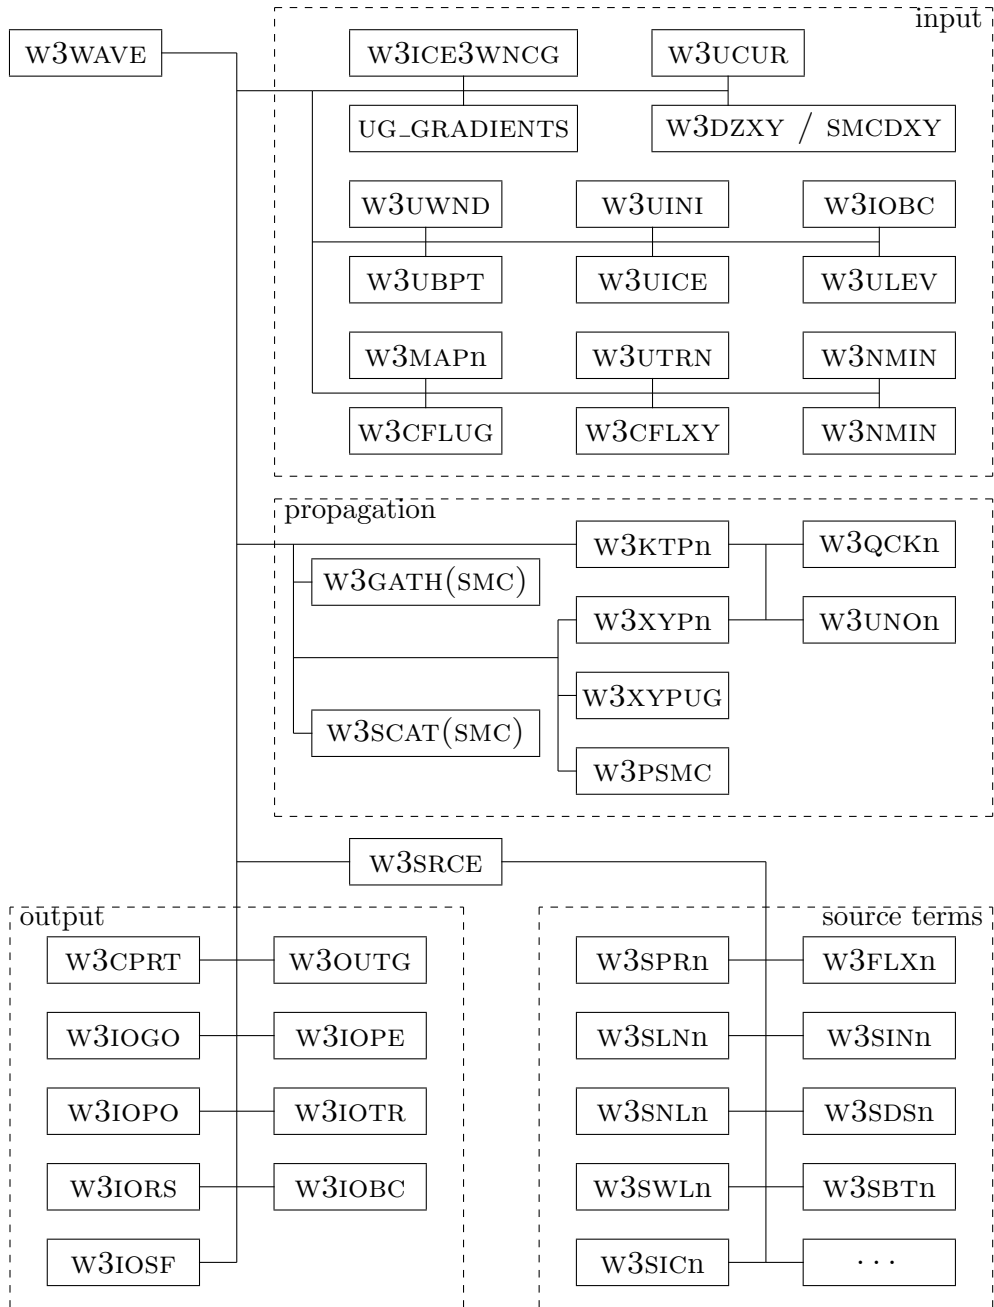 input
w3wave
w3ice3wncg
w3ucur
ug_gradients
w3dzxy / smcdxy
w3uwnd
w3uini
w3iobc
w3ubpt
w3uice
w3ulev
w3mapn
w3utrn
w3nmin
w3cflug
w3cflxy
w3nmin
propagation
w3ktpn
w3qckn
w3gath(smc)
w3xypn
w3unon
w3xypug
w3scat(smc)
w3psmc
w3srce
output
source terms
w3cprt
w3outg
w3sprn
w3flxn
w3iogo
w3iope
w3slnn
w3sinn
w3iopo
w3iotr
w3snln
w3sdsn
w3iors
w3iobc
w3swln
w3sbtn
w3iosf
w3sicn
· · ·